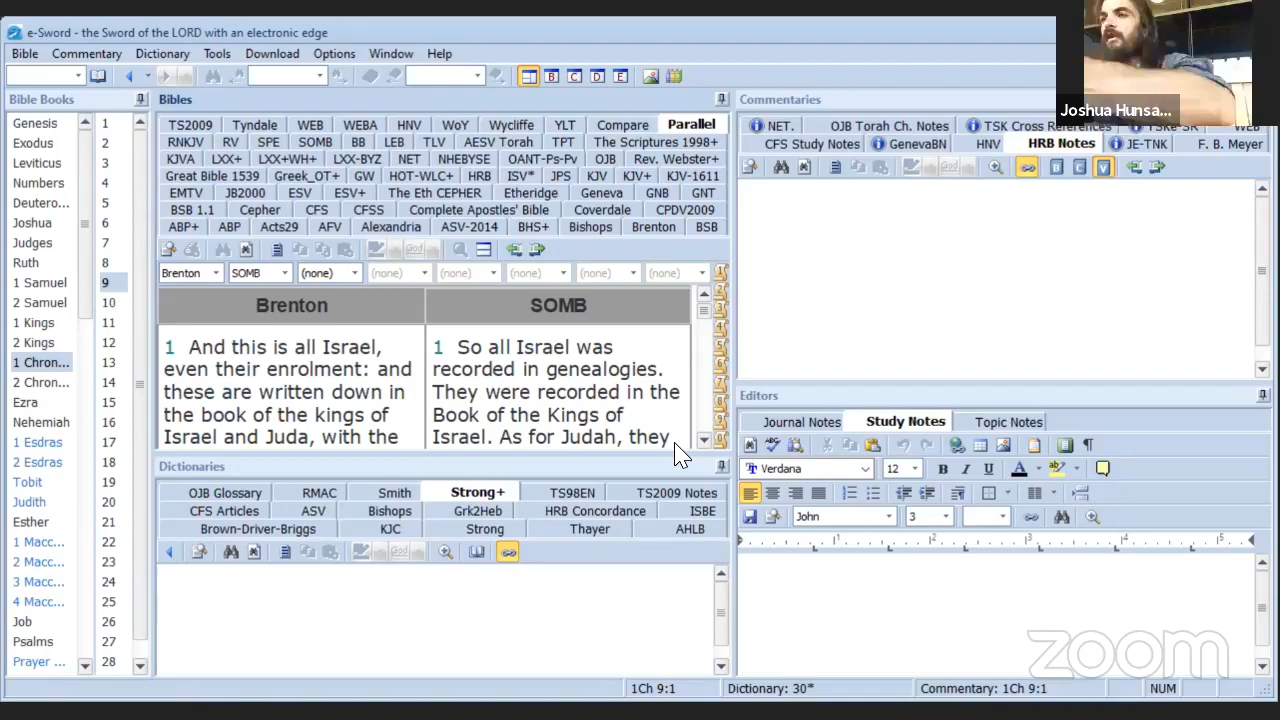 e-Sword - the Sword of the LORD with an electronic edge
Bible Commentary Dictionary Tools Download Options Window Help
Joshua Hunsa...
Bible Books
Genesis
Exodus
Leviticus
Numbers
Deutero...
Joshua
Judges
Ruth
1 Samuel
2 Samuel
1 Kings
2 Kings
1 Chron...
2 Chron...
Ezra
Nehemiah
1 Esdras
2 Esdras
Tobit
Judith
Esther
1 Macc...
2 Macc...
3 Macc...
4 Macc...
Job
Psalms
Prayer ...
1
2
3
4
5
6
7
8
9
10
11
12
13
14
15
16
17
18
19
20
21
22
23
24
25
26
27
28
Bibles
TS2009 Tyndale WEB WEBA HNV WoY Wycliffe YLT Compare Parallel
RNKJV RV SPE SOMB BB LEB TLV AESV Torah TPT The Scriptures 1998+
KJVA LXX+ LXX+WH+ LXX-BYZ NET NHEBYSE OANT-Ps-Pv OJB Rev. Webster+
Great Bible 1539 Greek_OT+ GW HOT-WLC+ HRB ISV* JPS KJV KJV+ KJV-1611
EMTV JB2000 ESV ESV+ The Eth CEPHER Etheridge Geneva GNB GNT
BSB 1.1 Cepher CFS CFSS Complete Apostles' Bible Coverdale CPDV2009
ABP+ ABP Acts29 AFV Alexandria ASV-2014 BHS+ Bishops Brenton BSB
Brenton SOMB (none) (none) (none) (none) (none) (none)
Brenton
1 And this is all Israel,
even their enrolment: and
these are written down in
the book of the kings of
Israel and Juda, with the
SOMB
1 So all Israel was
recorded in genealogies.
They were recorded in the
Book of the Kings of
Israel. As for Judah, they
Dictionaries
OJB Glossary RMAC Smith Strong+ TS98EN TS2009 Notes
CFS Articles ASV Bishops Grk2Heb HRB Concordance ISBE
Brown-Driver-Briggs KJC Strong Thayer AHLB
Commentaries
NET. OJB Torah Ch. Notes TSK Cross References TSKe-SR WEB
CFS Study Notes GenevaBN HNV HRB Notes JE-TNK F. B. Meyer
Editors
Journal Notes Study Notes Topic Notes
Verdana 12 B I U
John 3
1 2 3 4 5
zoom
1Ch 9:1 Dictionary: 30* Commentary: 1Ch 9:1 NUM